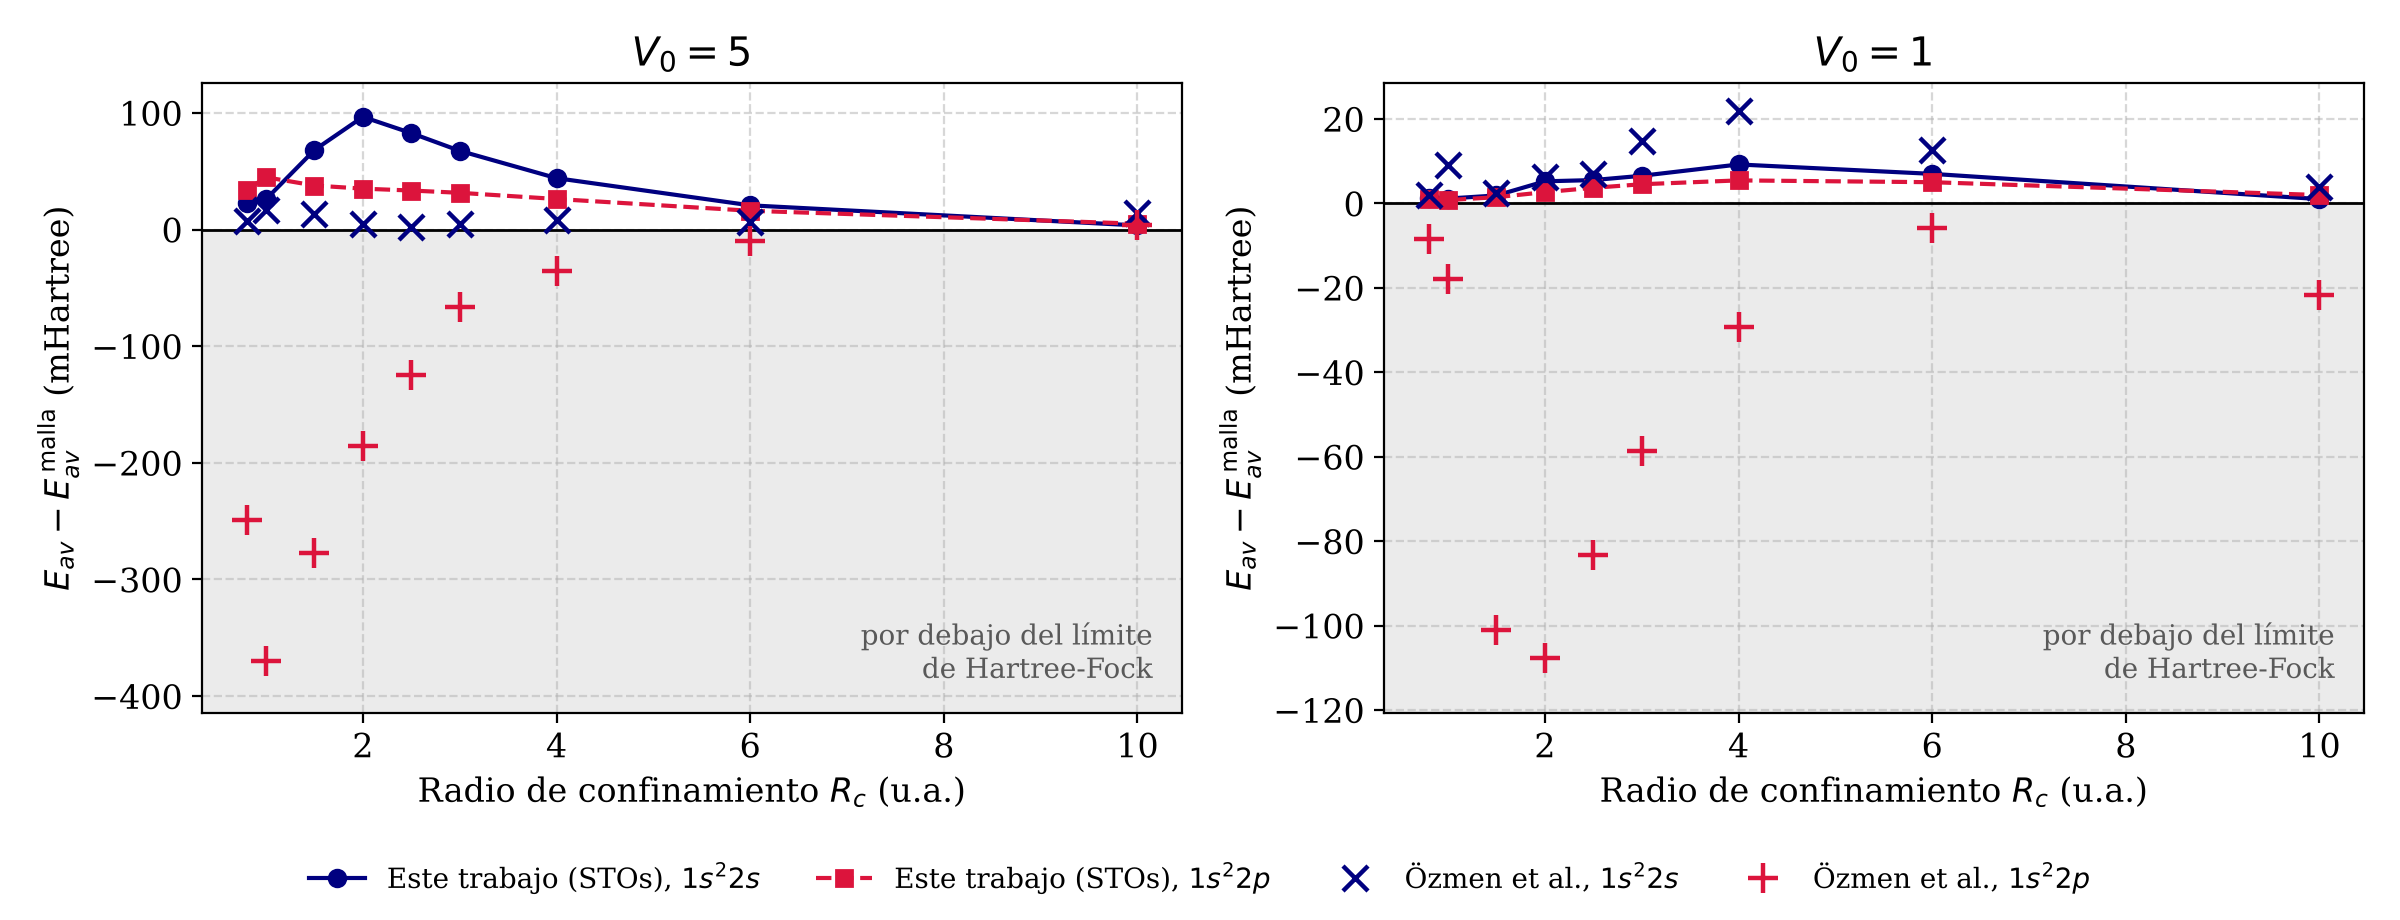 V₀ = 5
100
0
−100
−200
−300
−400
E_av − E_av^malla (mHartree)
por debajo del límite
de Hartree-Fock
2 4 6 8 10
Radio de confinamiento R_c (u.a.)
V₀ = 1
20
0
−20
−40
−60
−80
−100
−120
E_av − E_av^malla (mHartree)
por debajo del límite
de Hartree-Fock
2 4 6 8 10
Radio de confinamiento R_c (u.a.)
Este trabajo (STOs), 1s²2s Este trabajo (STOs), 1s²2p Özmen et al., 1s²2s Özmen et al., 1s²2p